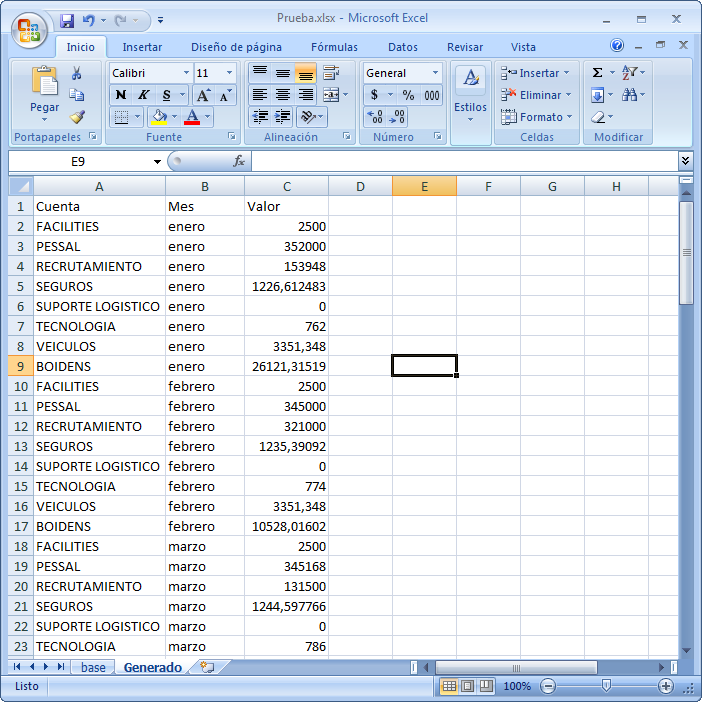 Prueba.xlsx - Microsoft Excel
Inicio Insertar Diseño de página Fórmulas Datos Revisar Vista
Pegar
Portapapeles
Calibri 11
N K S A A
A
Fuente
Alineación
General
$ % 000
,0 ,00
,00 ,0
Número
Estilos
Insertar
Eliminar
Formato
Celdas
Σ
Modificar
E9 fx
A B C D E F G H
1 Cuenta Mes Valor
2 FACILITIES enero 2500
3 PESSAL enero 352000
4 RECRUTAMIENTO enero 153948
5 SEGUROS enero 1226,612483
6 SUPORTE LOGISTICO enero 0
7 TECNOLOGIA enero 762
8 VEICULOS enero 3351,348
9 BOIDENS enero 26121,31519
10 FACILITIES febrero 2500
11 PESSAL febrero 345000
12 RECRUTAMIENTO febrero 321000
13 SEGUROS febrero 1235,39092
14 SUPORTE LOGISTICO febrero 0
15 TECNOLOGIA febrero 774
16 VEICULOS febrero 3351,348
17 BOIDENS febrero 10528,01602
18 FACILITIES marzo 2500
19 PESSAL marzo 345168
20 RECRUTAMIENTO marzo 131500
21 SEGUROS marzo 1244,597766
22 SUPORTE LOGISTICO marzo 0
23 TECNOLOGIA marzo 786
base Generado
Listo 100%